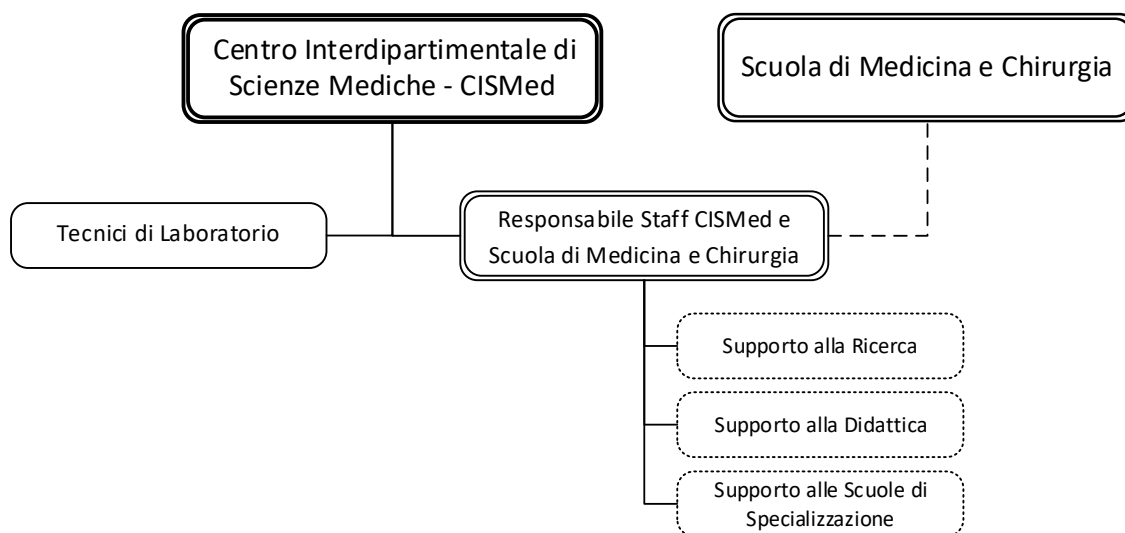 Centro Interdipartimentale di
Scienze Mediche - CISMed
Scuola di Medicina e Chirurgia
Tecnici di Laboratorio
Responsabile Staff CISMed e
Scuola di Medicina e Chirurgia
Supporto alla Ricerca
Supporto alla Didattica
Supporto alle Scuole di
Specializzazione